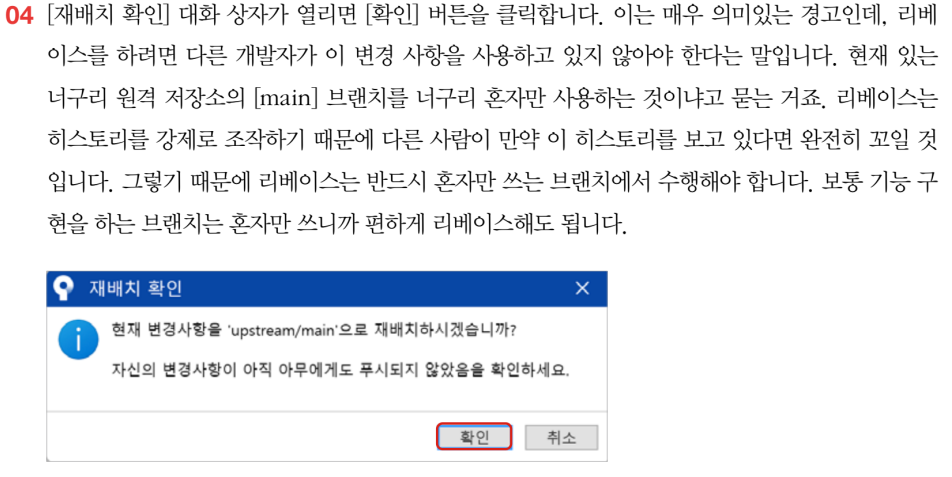 04 [재배치 확인] 대화 상자가 열리면 [확인] 버튼을 클릭합니다. 이는 매우 의미있는 경고인데, 리베
이스를 하려면 다른 개발자가 이 변경 사항을 사용하고 있지 않아야 한다는 말입니다. 현재 있는
너구리 원격 저장소의 [main] 브랜치를 너구리 혼자만 사용하는 것이냐고 묻는 거죠. 리베이스는
히스토리를 강제로 조작하기 때문에 다른 사람이 만약 이 히스토리를 보고 있다면 완전히 꼬일 것
입니다. 그렇기 때문에 리베이스는 반드시 혼자만 쓰는 브랜치에서 수행해야 합니다. 보통 기능 구
현을 하는 브랜치는 혼자만 쓰니까 편하게 리베이스해도 됩니다.
재배치 확인
현재 변경사항을 'upstream/main'으로 재배치하시겠습니까?
자신의 변경사항이 아직 아무에게도 푸시되지 않았음을 확인하세요.
확인 취소